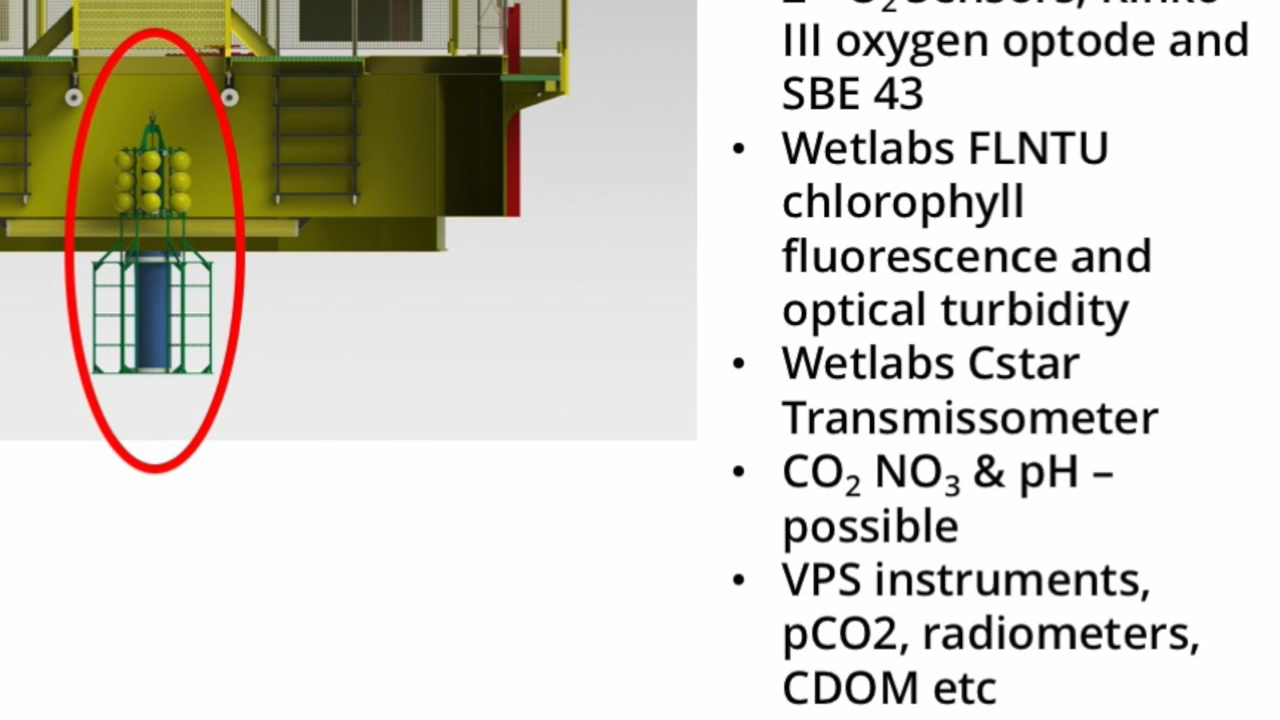 III oxygen optode and
SBE 43
• Wetlabs FLNTU
chlorophyll
fluorescence and
optical turbidity
• Wetlabs Cstar
Transmissometer
• CO₂ NO₃ & pH –
possible
• VPS instruments,
pCO2, radiometers,
CDOM etc